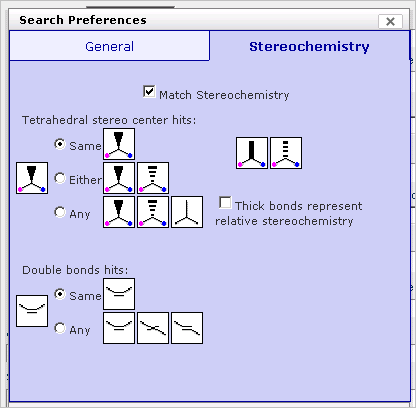 Search Preferences
General
Stereochemistry
Match Stereochemistry
Tetrahedral stereo center hits:
Same
Either
Any
Thick bonds represent
relative stereochemistry
Double bonds hits:
Same
Any